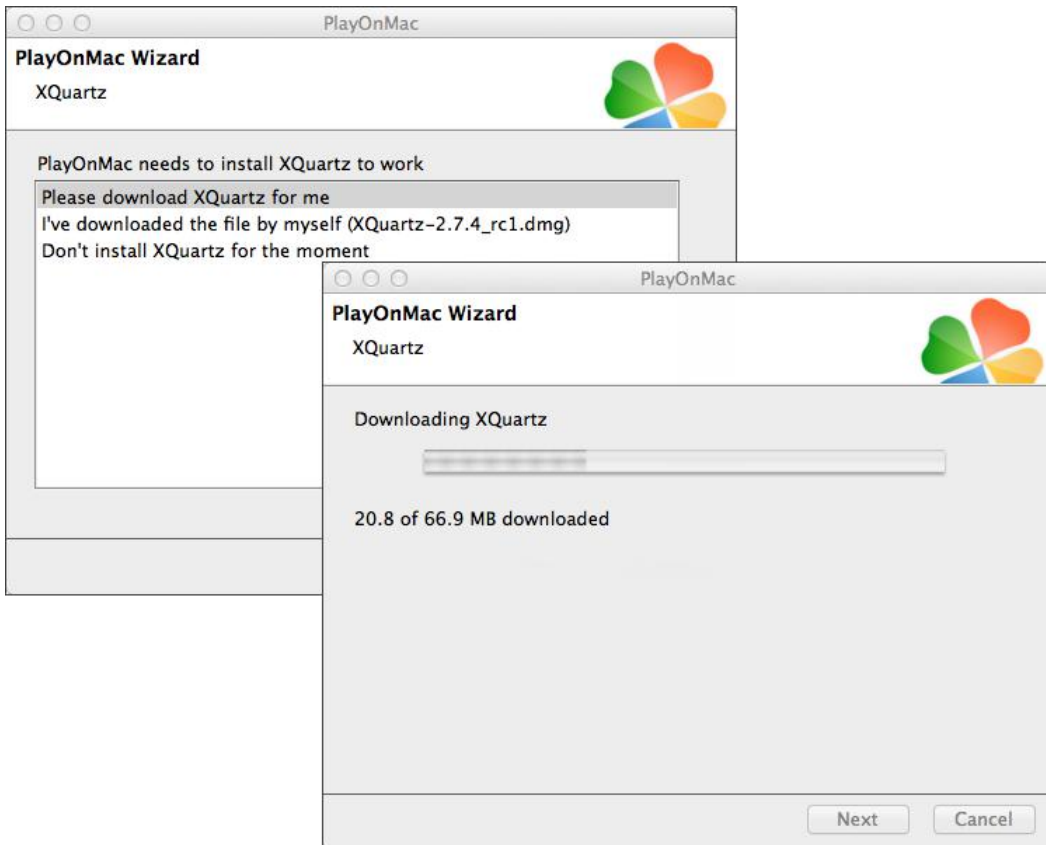 PlayOnMac
PlayOnMac Wizard
XQuartz
PlayOnMac needs to install XQuartz to work
Please download XQuartz for me
I've downloaded the file by myself (XQuartz-2.7.4_rc1.dmg)
Don't install XQuartz for the moment
PlayOnMac
PlayOnMac Wizard
XQuartz
Downloading XQuartz
20.8 of 66.9 MB downloaded
Next Cancel